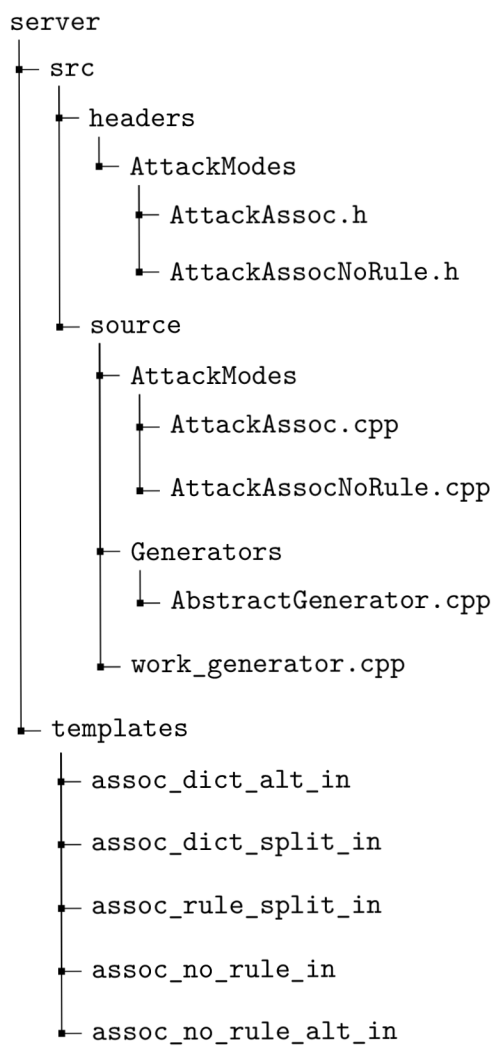 server
src
headers
AttackModes
AttackAssoc.h
AttackAssocNoRule.h
source
AttackModes
AttackAssoc.cpp
AttackAssocNoRule.cpp
Generators
AbstractGenerator.cpp
work_generator.cpp
templates
assoc_dict_alt_in
assoc_dict_split_in
assoc_rule_split_in
assoc_no_rule_in
assoc_no_rule_alt_in